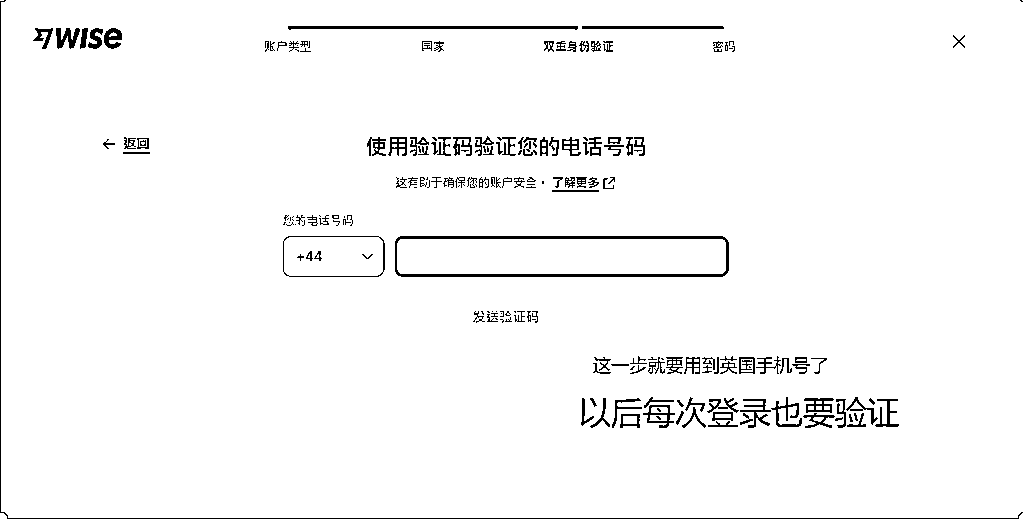 WISE
账户类型 国家 双重身份验证 密码
返回
使用验证码验证您的电话号码
这有助于确保您的账户安全。 了解更多
您的电话号码
+44
发送验证码
这一步就要用到英国手机号了
以后每次登录也要验证